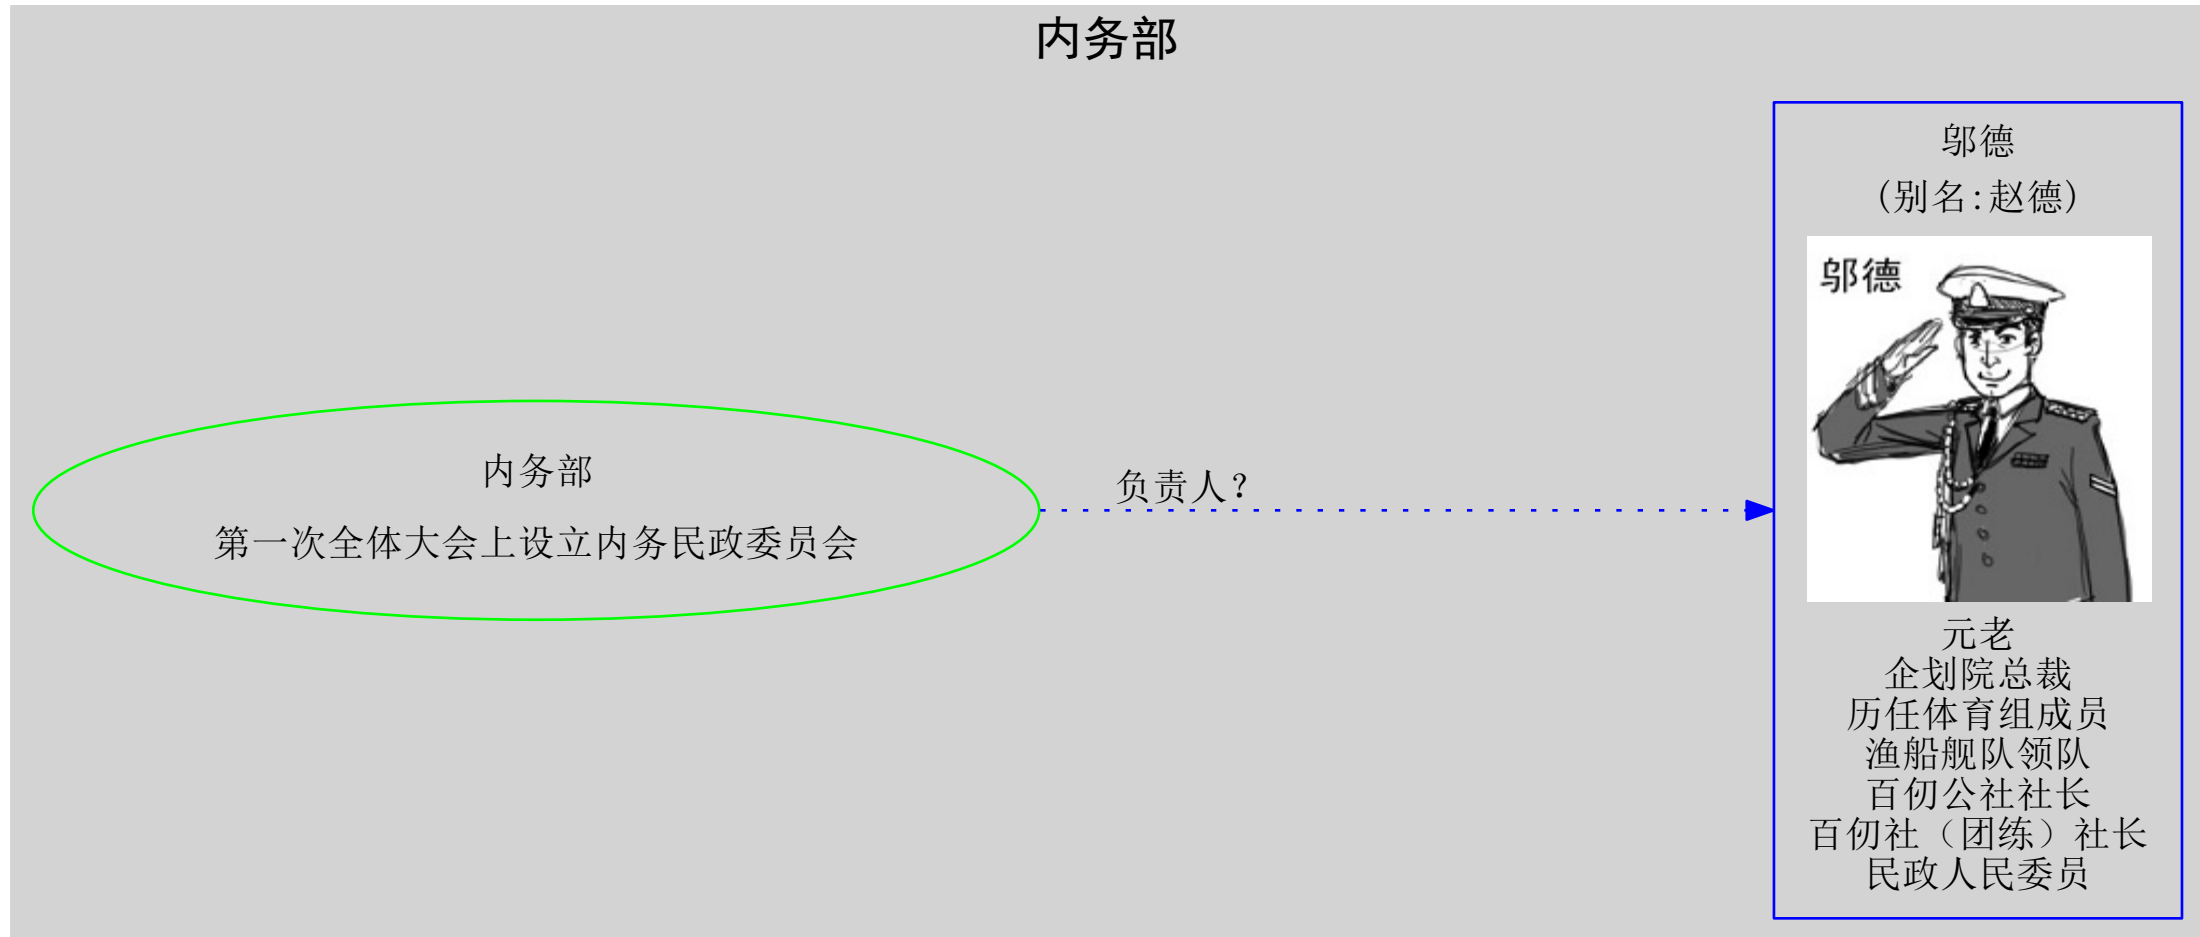 内务部
内务部
第一次全体大会上设立内务民政委员会
负责人?
邬德
(别名:赵德)
邬德
元老
企划院总裁
历任体育组成员
渔船舰队领队
百仞公社社长
百仞社（团练）社长
民政人民委员